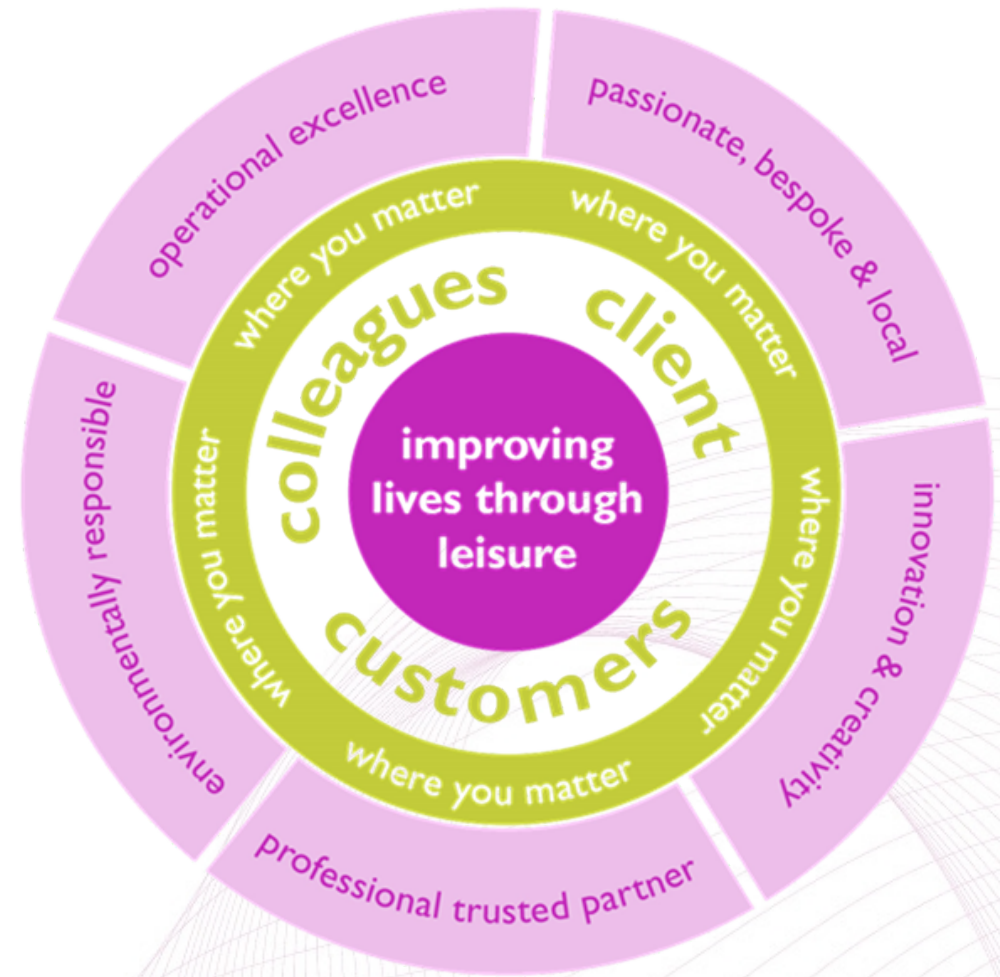 operational excellence
passionate, bespoke & local
innovation & creativity
professional trusted partner
environmentally responsible
where you matter
where you matter
where you matter
where you matter
where you matter
colleagues
client
customers
improving
lives through
leisure